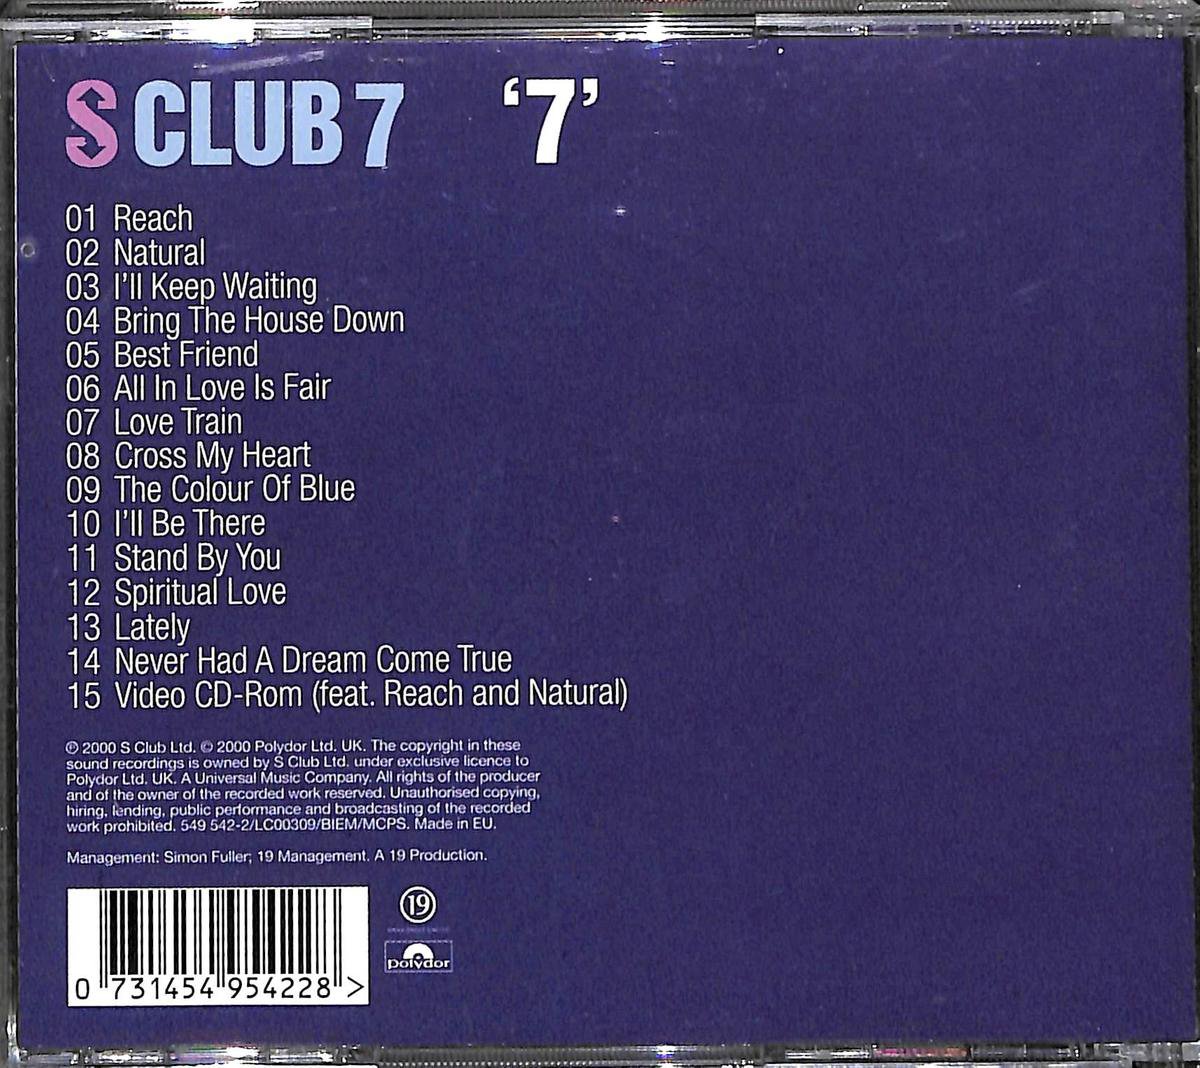 S CLUB 7 ‘7’
01 Reach
02 Natural
03 I'll Keep Waiting
04 Bring The House Down
05 Best Friend
06 All In Love Is Fair
07 Love Train
08 Cross My Heart
09 The Colour Of Blue
10 I'll Be There
11 Stand By You
12 Spiritual Love
13 Lately
14 Never Had A Dream Come True
15 Video CD-Rom (feat. Reach and Natural)
℗ 2000 S Club Ltd. © 2000 Polydor Ltd. UK. The copyright in these
sound recordings is owned by S Club Ltd. under exclusive licence to
Polydor Ltd. UK. A Universal Music Company. All rights of the producer
and of the owner of the recorded work reserved. Unauthorised copying,
hiring, lending, public performance and broadcasting of the recorded
work prohibited. 549 542-2/LC00309/BIEM/MCPS. Made in EU.
Management: Simon Fuller; 19 Management. A 19 Production.
19
polydor
0 731454 954228 >